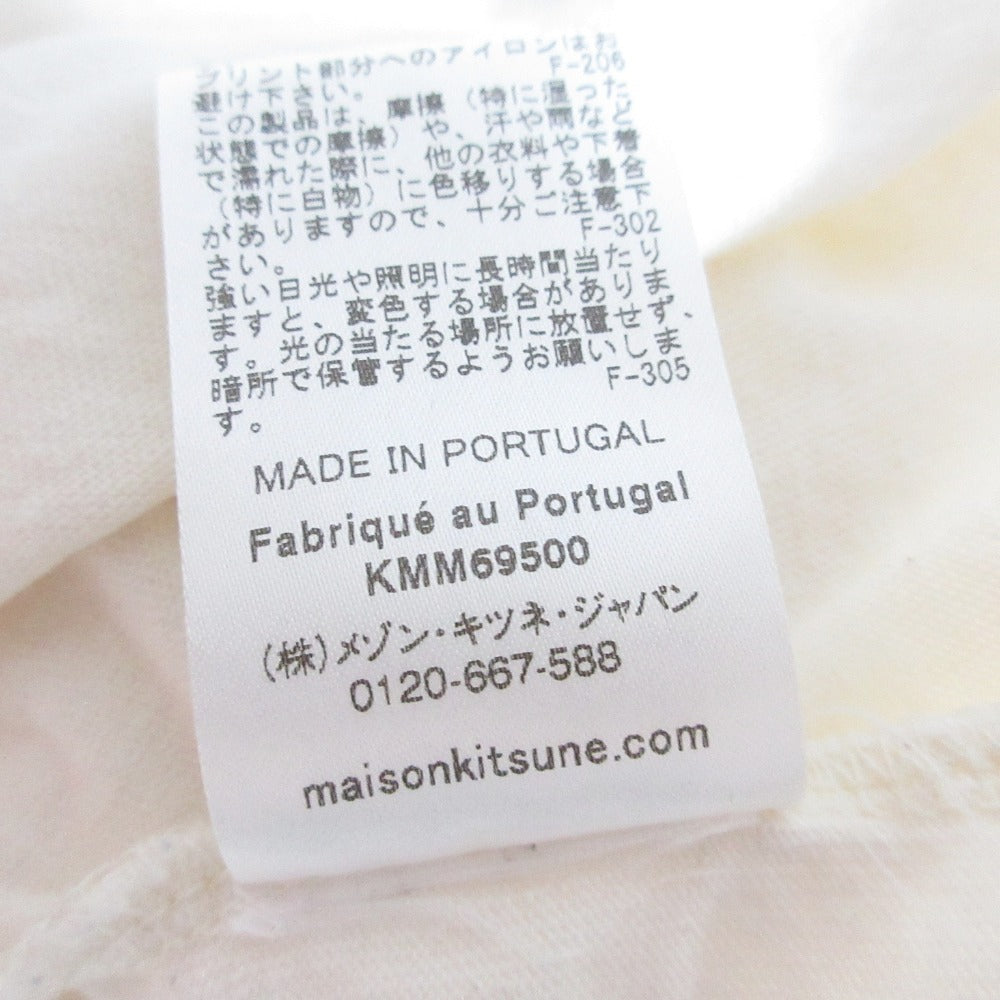 プリント部分へのアイロンはお
避け下さい。 F-206
この製品は、摩擦（特に湿った
状態での摩擦）や、汗や雨など
で濡れた際に、他の衣料や下着
（特に白物）に色移りする場合
がありますので、十分ご注意下
さい。 F-302
強い日光や照明に長時間当たり
ますと、変色する場合がありま
す。光の当たる場所に放置せず、
暗所で保管するようお願いしま
す。 F-305
MADE IN PORTUGAL
Fabriqué au Portugal
KMM69500
（株）メゾン・キツネ・ジャパン
0120-667-588
maisonkitsune.com